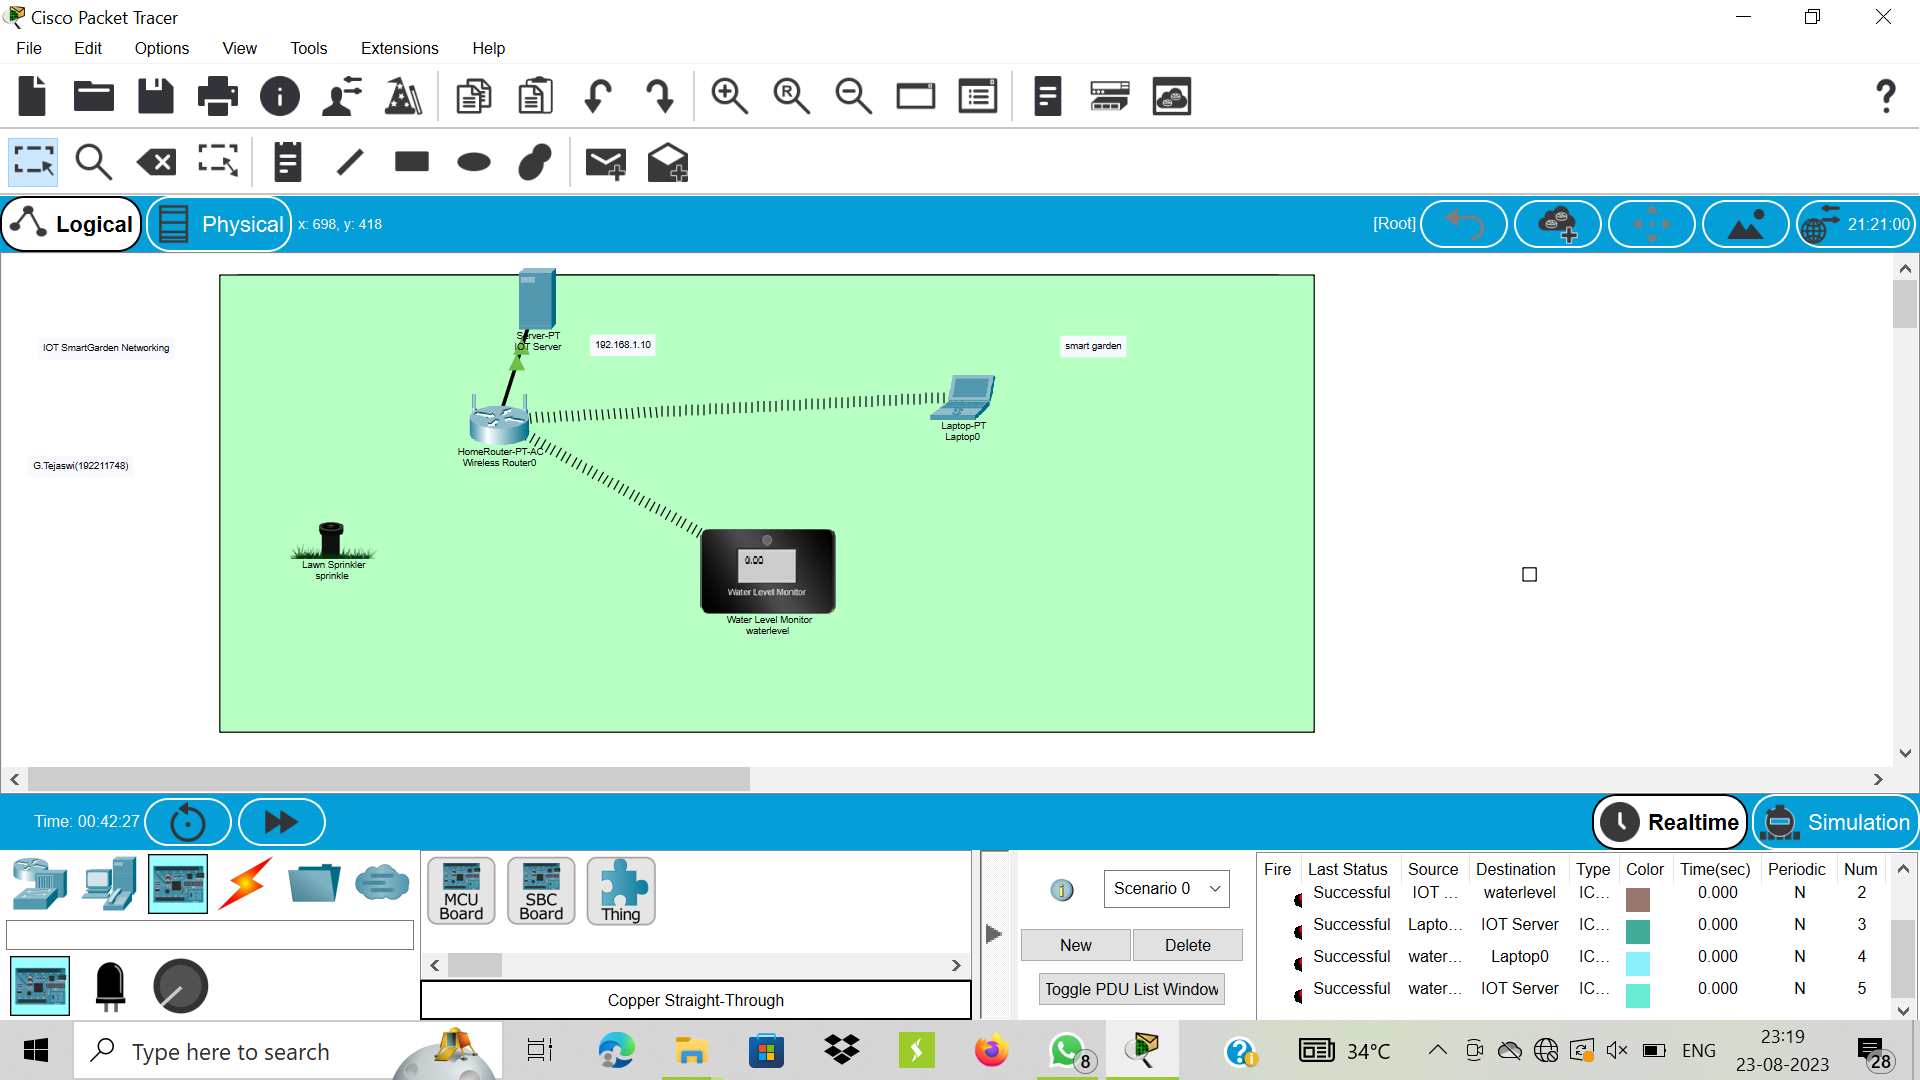 Cisco Packet Tracer
File Edit Options View Tools Extensions Help
Logical Physical x: 698, y: 418 [Root] 21:21:00
Server-PT
IOT Server
192.168.1.10
smart garden
IOT SmartGarden Networking
Laptop-PT
Laptop0
HomeRouter-PT-AC
Wireless Router0
G.Tejaswi(192211748)
Lawn Sprinkler
sprinkle
0.00
Water Level Monitor
Water Level Monitor
waterlevel
Time: 00:42:27 Realtime Simulation
MCU Board
SBC Board
Thing
Copper Straight-Through
Scenario 0
New Delete
Toggle PDU List Window
Fire Last Status Source Destination Type Color Time(sec) Periodic Num
Successful IOT ... waterlevel IC... 0.000 N 2
Successful Lapto... IOT Server IC... 0.000 N 3
Successful water... Laptop0 IC... 0.000 N 4
Successful water... IOT Server IC... 0.000 N 5
Type here to search 8 34°C ENG 23:19
23-08-2023 28